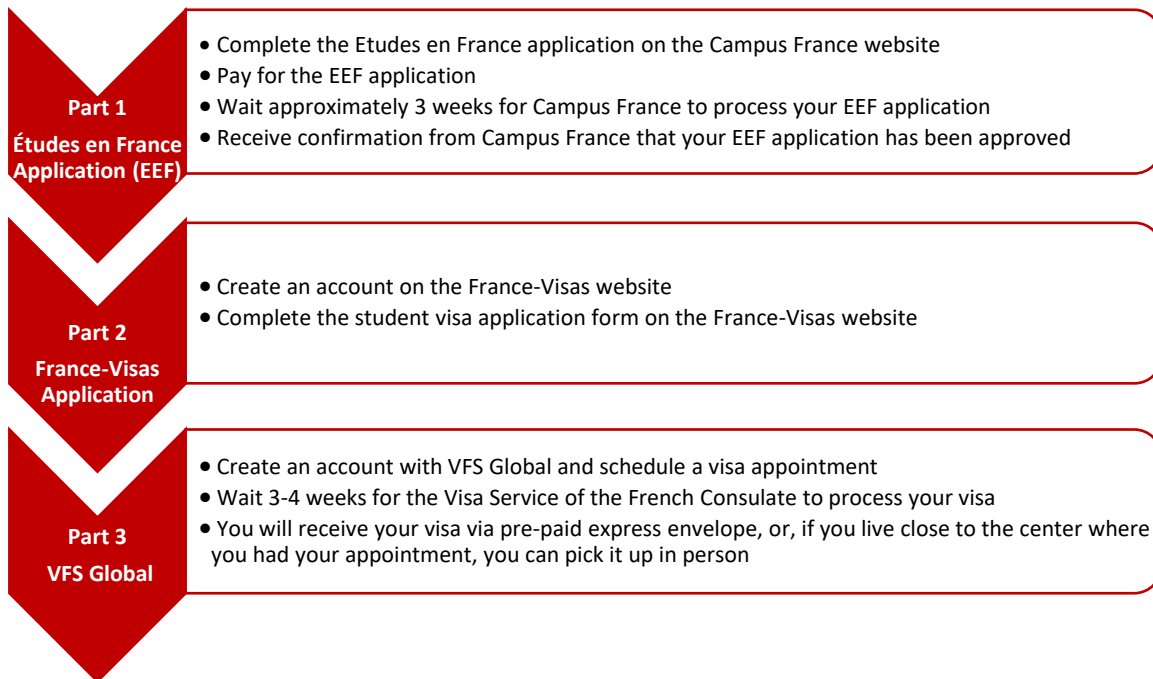 Part 1
Études en France
Application (EEF)
• Complete the Etudes en France application on the Campus France website
• Pay for the EEF application
• Wait approximately 3 weeks for Campus France to process your EEF application
• Receive confirmation from Campus France that your EEF application has been approved
Part 2
France-Visas
Application
• Create an account on the France-Visas website
• Complete the student visa application form on the France-Visas website
Part 3
VFS Global
• Create an account with VFS Global and schedule a visa appointment
• Wait 3-4 weeks for the Visa Service of the French Consulate to process your visa
• You will receive your visa via pre-paid express envelope, or, if you live close to the center where
you had your appointment, you can pick it up in person